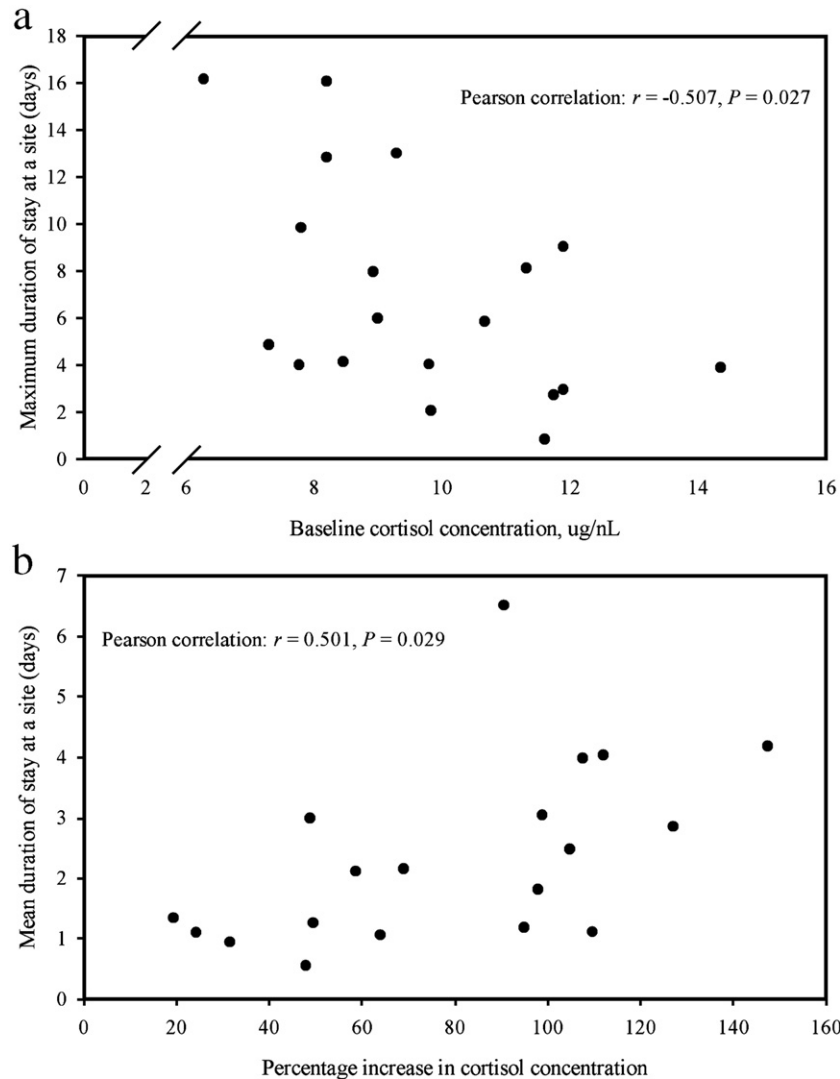 a
18
16
14
12
10
8
6
4
2
0
Maximum duration of stay at a site (days)
Pearson correlation: r = -0.507, P = 0.027
0 2 6 8 10 12 14 16
Baseline cortisol concentration, ug/nL
b
7
6
5
4
3
2
1
0
Mean duration of stay at a site (days)
Pearson correlation: r = 0.501, P = 0.029
0 20 40 60 80 100 120 140 160
Percentage increase in cortisol concentration